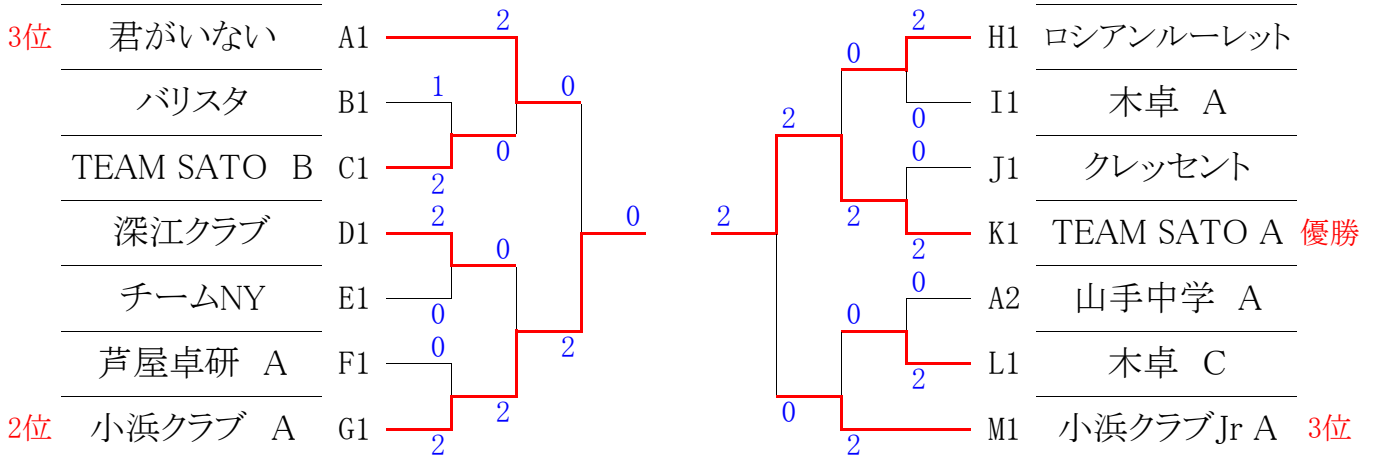 3位 君がいない A1 2
バリスタ B1 1 0
TEAM SATO B C1 2 0
深江クラブ D1 2 0 0
チームNY E1 0
芦屋卓研 A F1 0 2
2位 小浜クラブ A G1 2 2
2 H1 ロシアンルーレット
0
2 0 I1 木卓 A
0 J1 クレッセント
2 2 2 K1 TEAM SATO A 優勝
0 A2 山手中学 A
0 2 L1 木卓 C
0 2 M1 小浜クラブJr A 3位